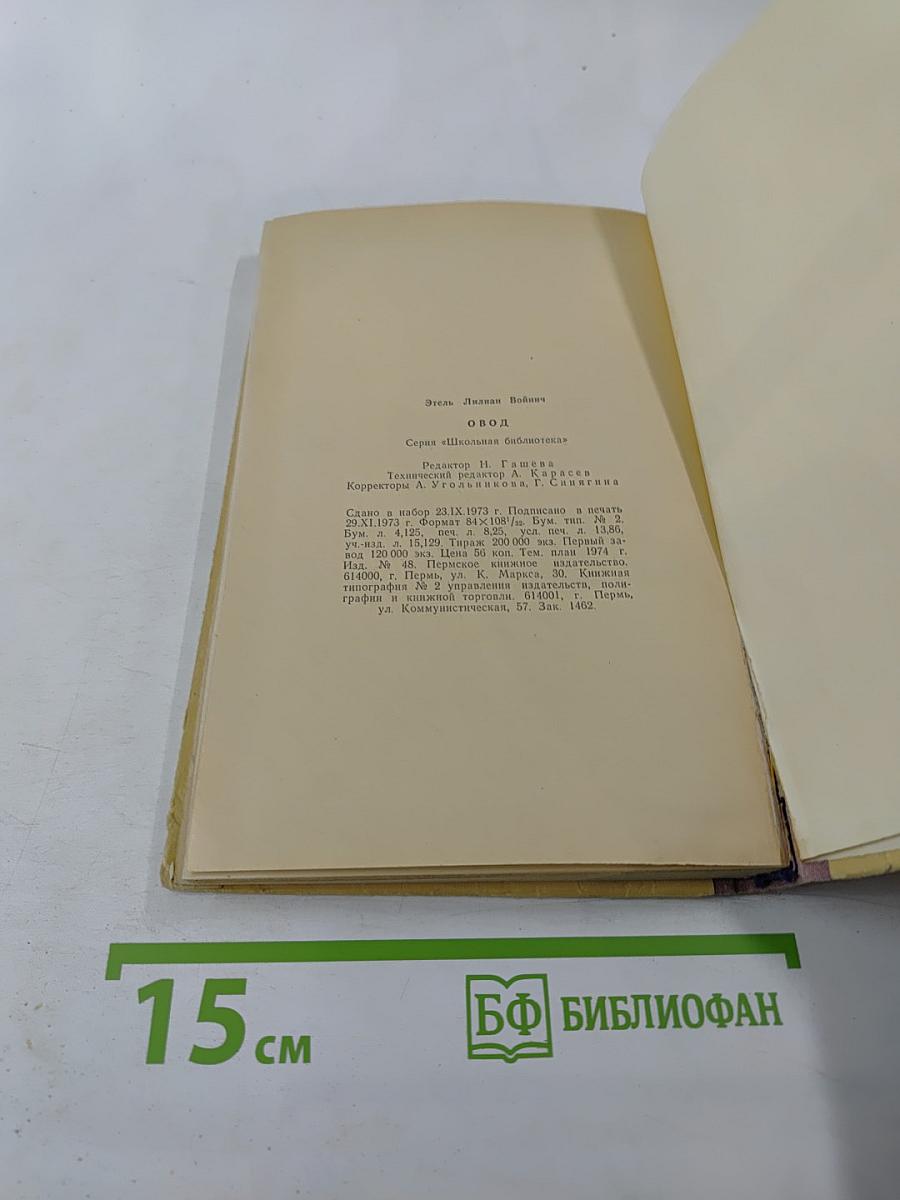 Этель Лилиан Войнич
ОВОД
Серия «Школьная библиотека»
Редактор Н. Гашева
Технический редактор А. Карасев
Корректоры А. Угольникова, Г. Синягина
Сдано в набор 23.IX.1973 г. Подписано в печать
29.XI.1973 г. Формат 84×108¹/₃₂. Бум. тип. № 2.
Бум. л. 4,125, печ. л. 8,25, усл. печ. л. 13,86,
уч.-изд. л. 15,129. Тираж 200 000 экз. Первый за-
вод 120 000 экз. Цена 56 коп. Тем. план 1974 г.
Изд. № 48. Пермское книжное издательство.
614000, г. Пермь, ул. К. Маркса, 30. Книжная
типография № 2 управления издательств, поли-
графии и книжной торговли. 614001, г. Пермь,
ул. Коммунистическая, 57. Зак. 1462.
15 см
БФ БИБЛИОФАН